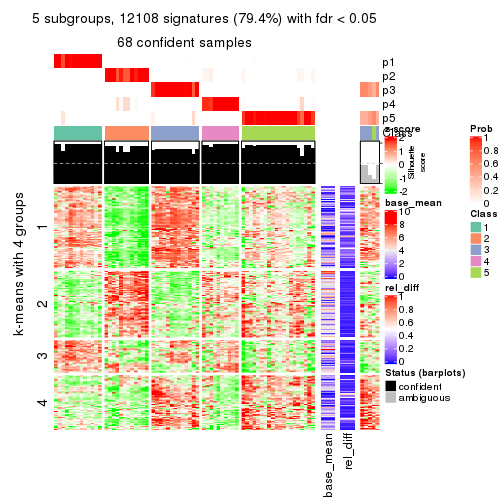 5 subgroups, 12108 signatures (79.4%) with fdr < 0.05
68 confident samples
p1
p2
p3
p4
p5
Class
Silhouette
score
k-means with 4 groups
1
2
3
4
base_mean
rel_diff
z-score
2
1
0
-1
-2
base_mean
10
8
6
4
2
0
rel_diff
1
0.8
0.6
0.4
0.2
0
Status (barplots)
confident
ambiguous
Prob
1
0.8
0.6
0.4
0.2
0
Class
1
2
3
4
5